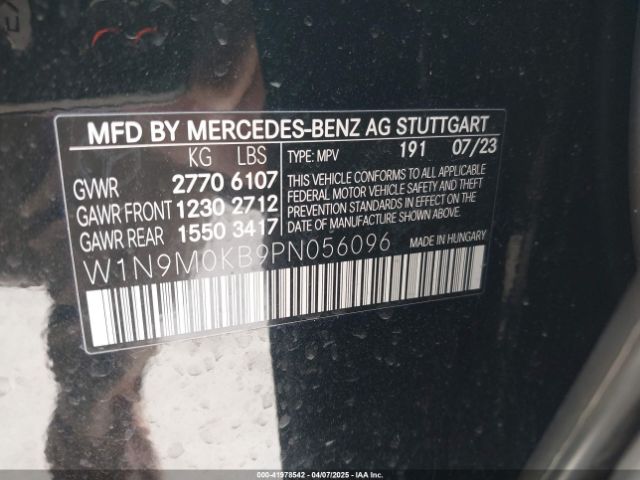 MFD BY MERCEDES-BENZ AG STUTTGART
KG LBS
TYPE: MPV 191 07/23
GVWR 2770 6107
GAWR FRONT 1230 2712
GAWR REAR 1550 3417
THIS VEHICLE CONFORMS TO ALL APPLICABLE
FEDERAL MOTOR VEHICLE SAFETY AND THEFT
PREVENTION STANDARDS IN EFFECT ON THE
DATE OF MANUFACTURE SHOWN ABOVE.
W1N9M0KB9PN056096 MADE IN HUNGARY
000-41978542 - 04/07/2025 - IAA Inc.